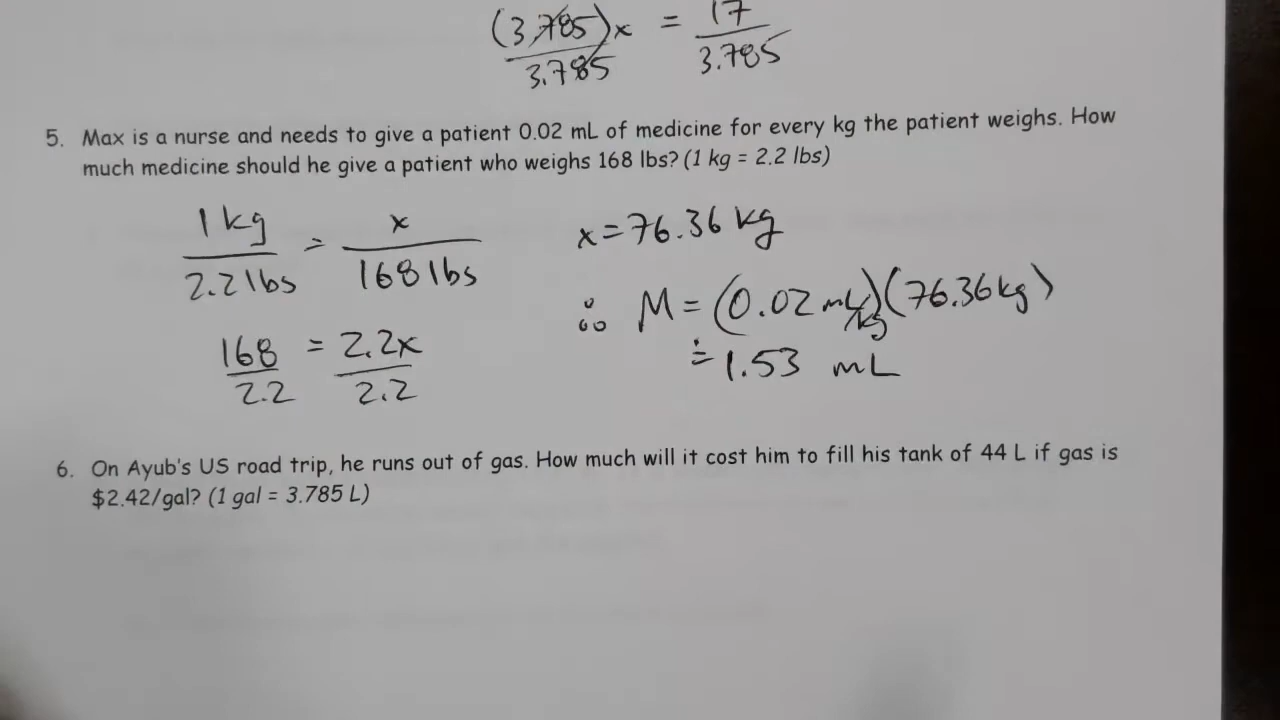 (3.785)x = 17
3.785 3.785
5. Max is a nurse and needs to give a patient 0.02 mL of medicine for every kg the patient weighs. How
much medicine should he give a patient who weighs 168 lbs? (1 kg = 2.2 lbs)
1 kg = x
2.2 lbs 168 lbs
x = 76.36 kg
168 = 2.2x
2.2 2.2
∴ M = (0.02 mL/kg)(76.36 kg)
≐ 1.53 mL
6. On Ayub's US road trip, he runs out of gas. How much will it cost him to fill his tank of 44 L if gas is
$2.42/gal? (1 gal = 3.785 L)